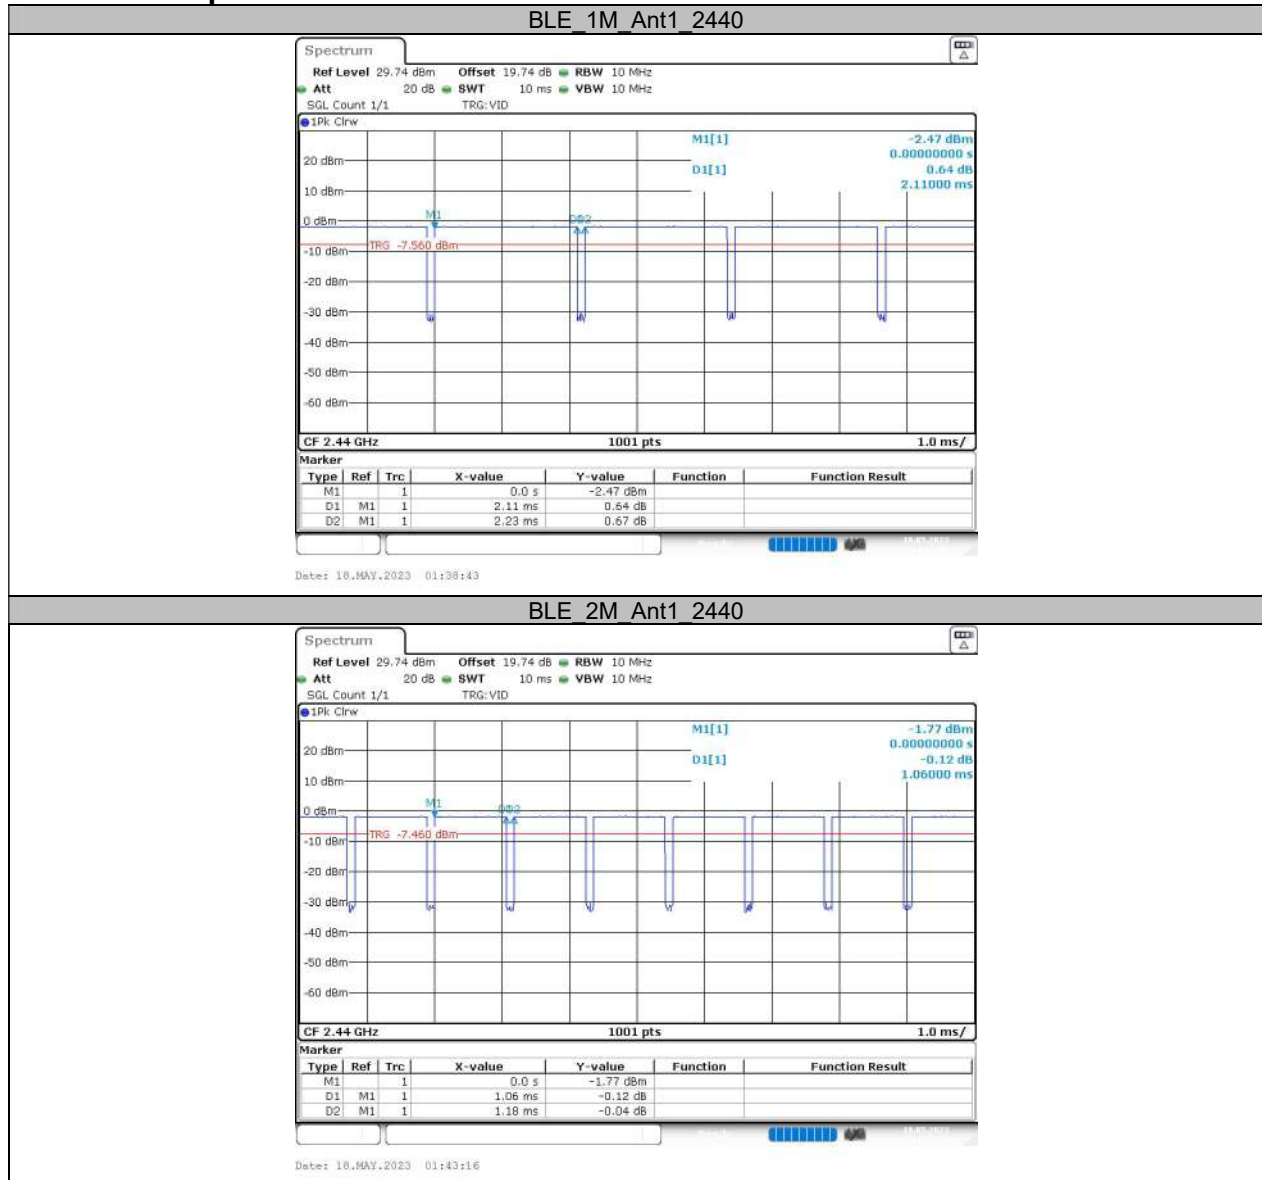 BLE_1M_Ant1_2440
Spectrum
Ref Level 29.74 dBm Offset 19.74 dB RBW 10 MHz
Att 20 dB SWT 10 ms VBW 10 MHz
SGL Count 1/1 TRG:VID
1Pk Clrw
M1[1] -2.47 dBm
0.00000000 s
20 dBm
D1[1] 0.64 dB
2.11000 ms
10 dBm
0 dBm
M1
TRG -7.560 dBm
-10 dBm
-20 dBm
-30 dBm
-40 dBm
-50 dBm
-60 dBm
CF 2.44 GHz 1001 pts 1.0 ms/
Marker
Type Ref Trc X-value Y-value Function Function Result
M1 1 0.0 s -2.47 dBm
D1 M1 1 2.11 ms 0.64 dB
D2 M1 1 2.23 ms 0.67 dB
Date: 18.MAY.2023 01:38:43
BLE_2M_Ant1_2440
Spectrum
Ref Level 29.74 dBm Offset 19.74 dB RBW 10 MHz
Att 20 dB SWT 10 ms VBW 10 MHz
SGL Count 1/1 TRG:VID
1Pk Clrw
M1[1] -1.77 dBm
0.00000000 s
20 dBm
D1[1] -0.12 dB
1.06000 ms
10 dBm
0 dBm
M1
TRG -7.460 dBm
-10 dBm
-20 dBm
-30 dBm
-40 dBm
-50 dBm
-60 dBm
CF 2.44 GHz 1001 pts 1.0 ms/
Marker
Type Ref Trc X-value Y-value Function Function Result
M1 1 0.0 s -1.77 dBm
D1 M1 1 1.06 ms -0.12 dB
D2 M1 1 1.18 ms -0.04 dB
Date: 18.MAY.2023 01:43:16